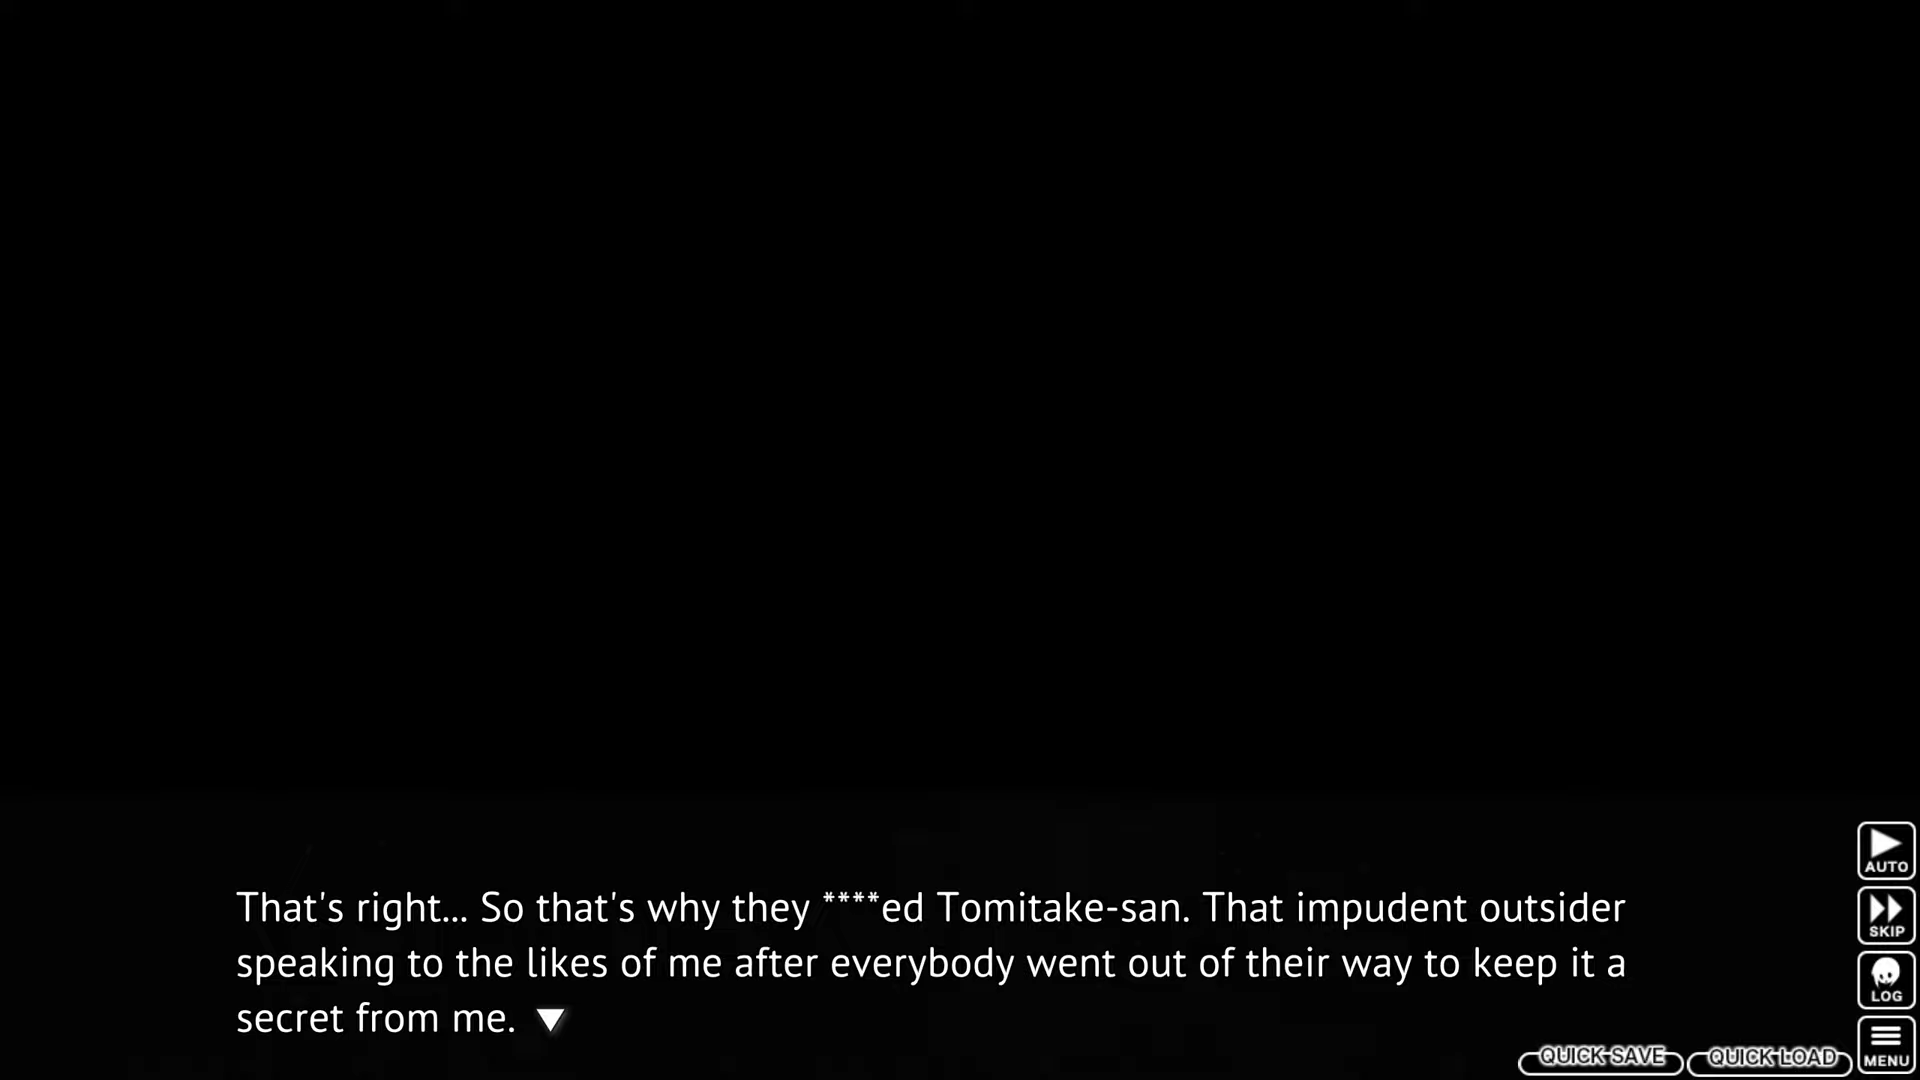 That's right... So that's why they ****ed Tomitake-san. That impudent outsider
speaking to the likes of me after everybody went out of their way to keep it a
secret from me.
AUTO
SKIP
LOG
MENU
QUICK SAVE QUICK LOAD